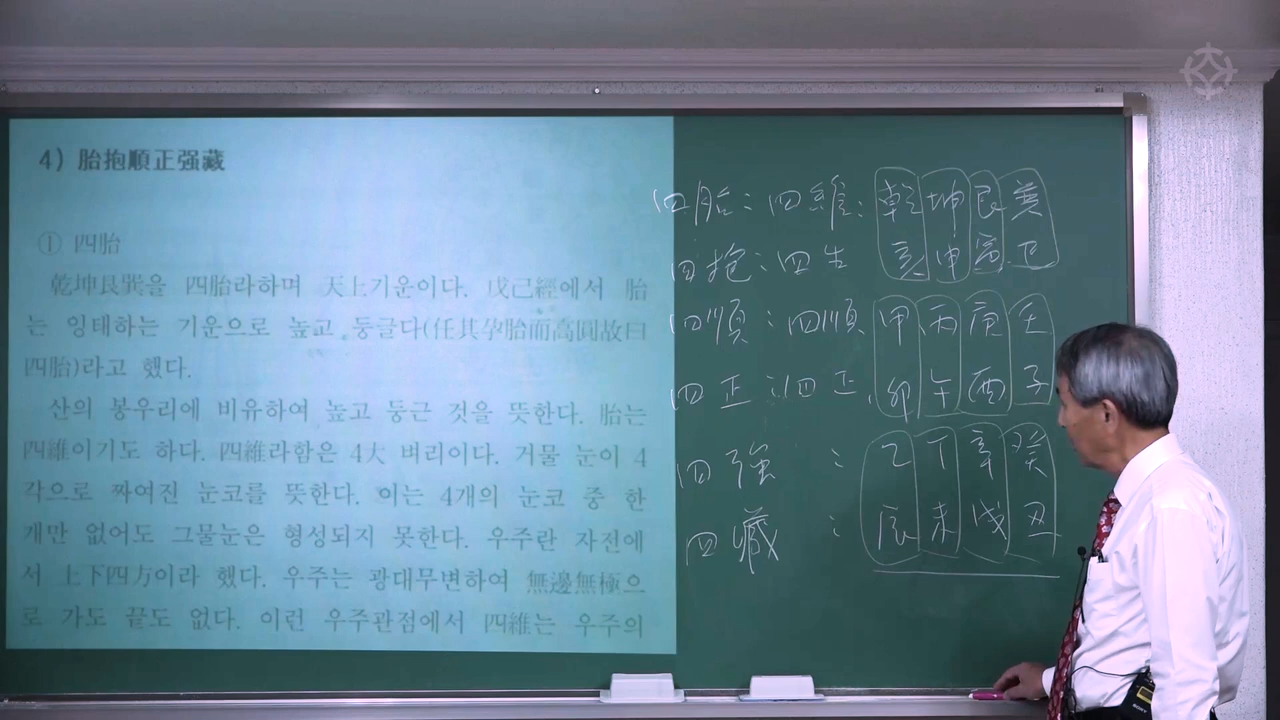 4) 胎抱順正强藏
① 四胎
乾坤艮巽을 四胎라하며 天上기운이다. 戊己經에서 胎
는 잉태하는 기운으로 높고 둥글다(任其孕胎而高圓故曰
四胎)라고 했다.
산의 봉우리에 비유하여 높고 둥근 것을 뜻한다. 胎는
四維이기도 하다. 四維라함은 4大 벼리이다. 거물 눈이 4
각으로 짜여진 눈코를 뜻한다. 이는 4개의 눈코 중 한
개만 없어도 그물눈은 형성되지 못한다. 우주란 자전에
서 上下四方이라 했다. 우주는 광대무변하여 無邊無極으
로 가도 끝도 없다. 이런 우주관점에서 四維는 우주의
四胎: 四維: 乾 坤 艮 巽
四抱: 四生 亥 申 寅 巳
四順: 四順 甲 丙 庚 壬
四正: 四正. 卯 午 酉 子
四強 : 乙 丁 辛 癸
四藏 : 辰 未 戌 丑
SONY